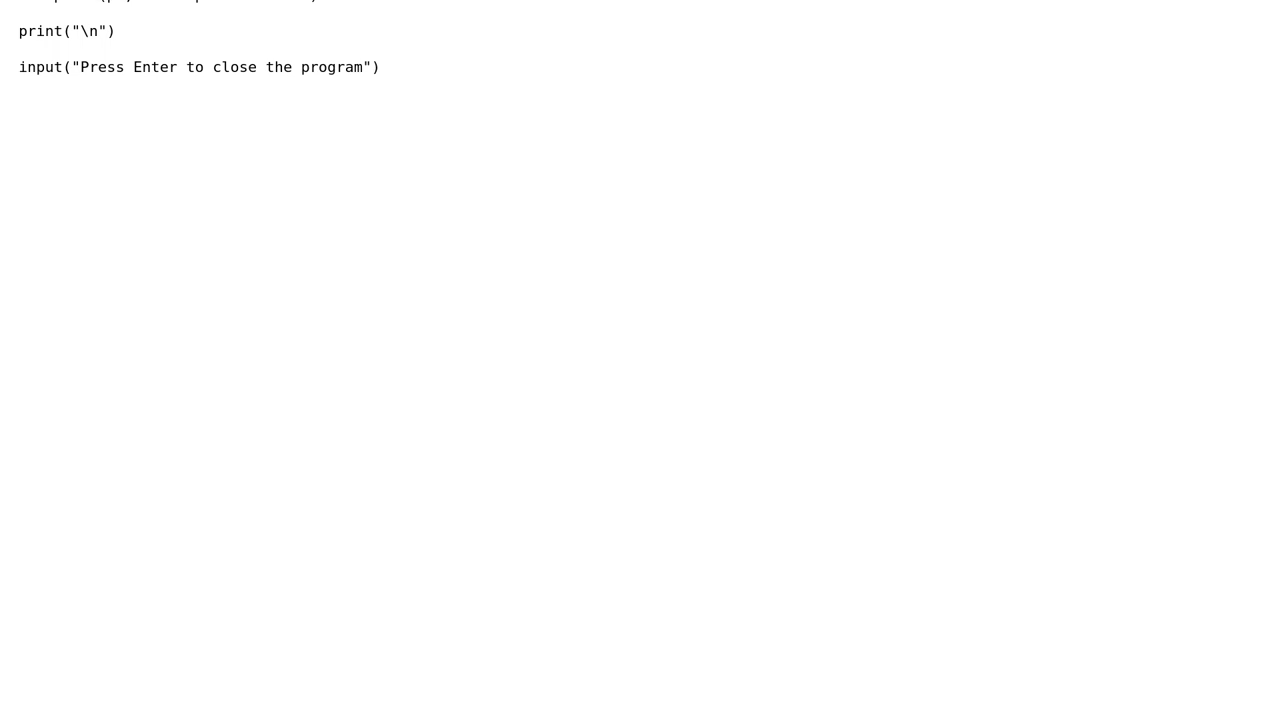 print("\n")
input("Press Enter to close the program")